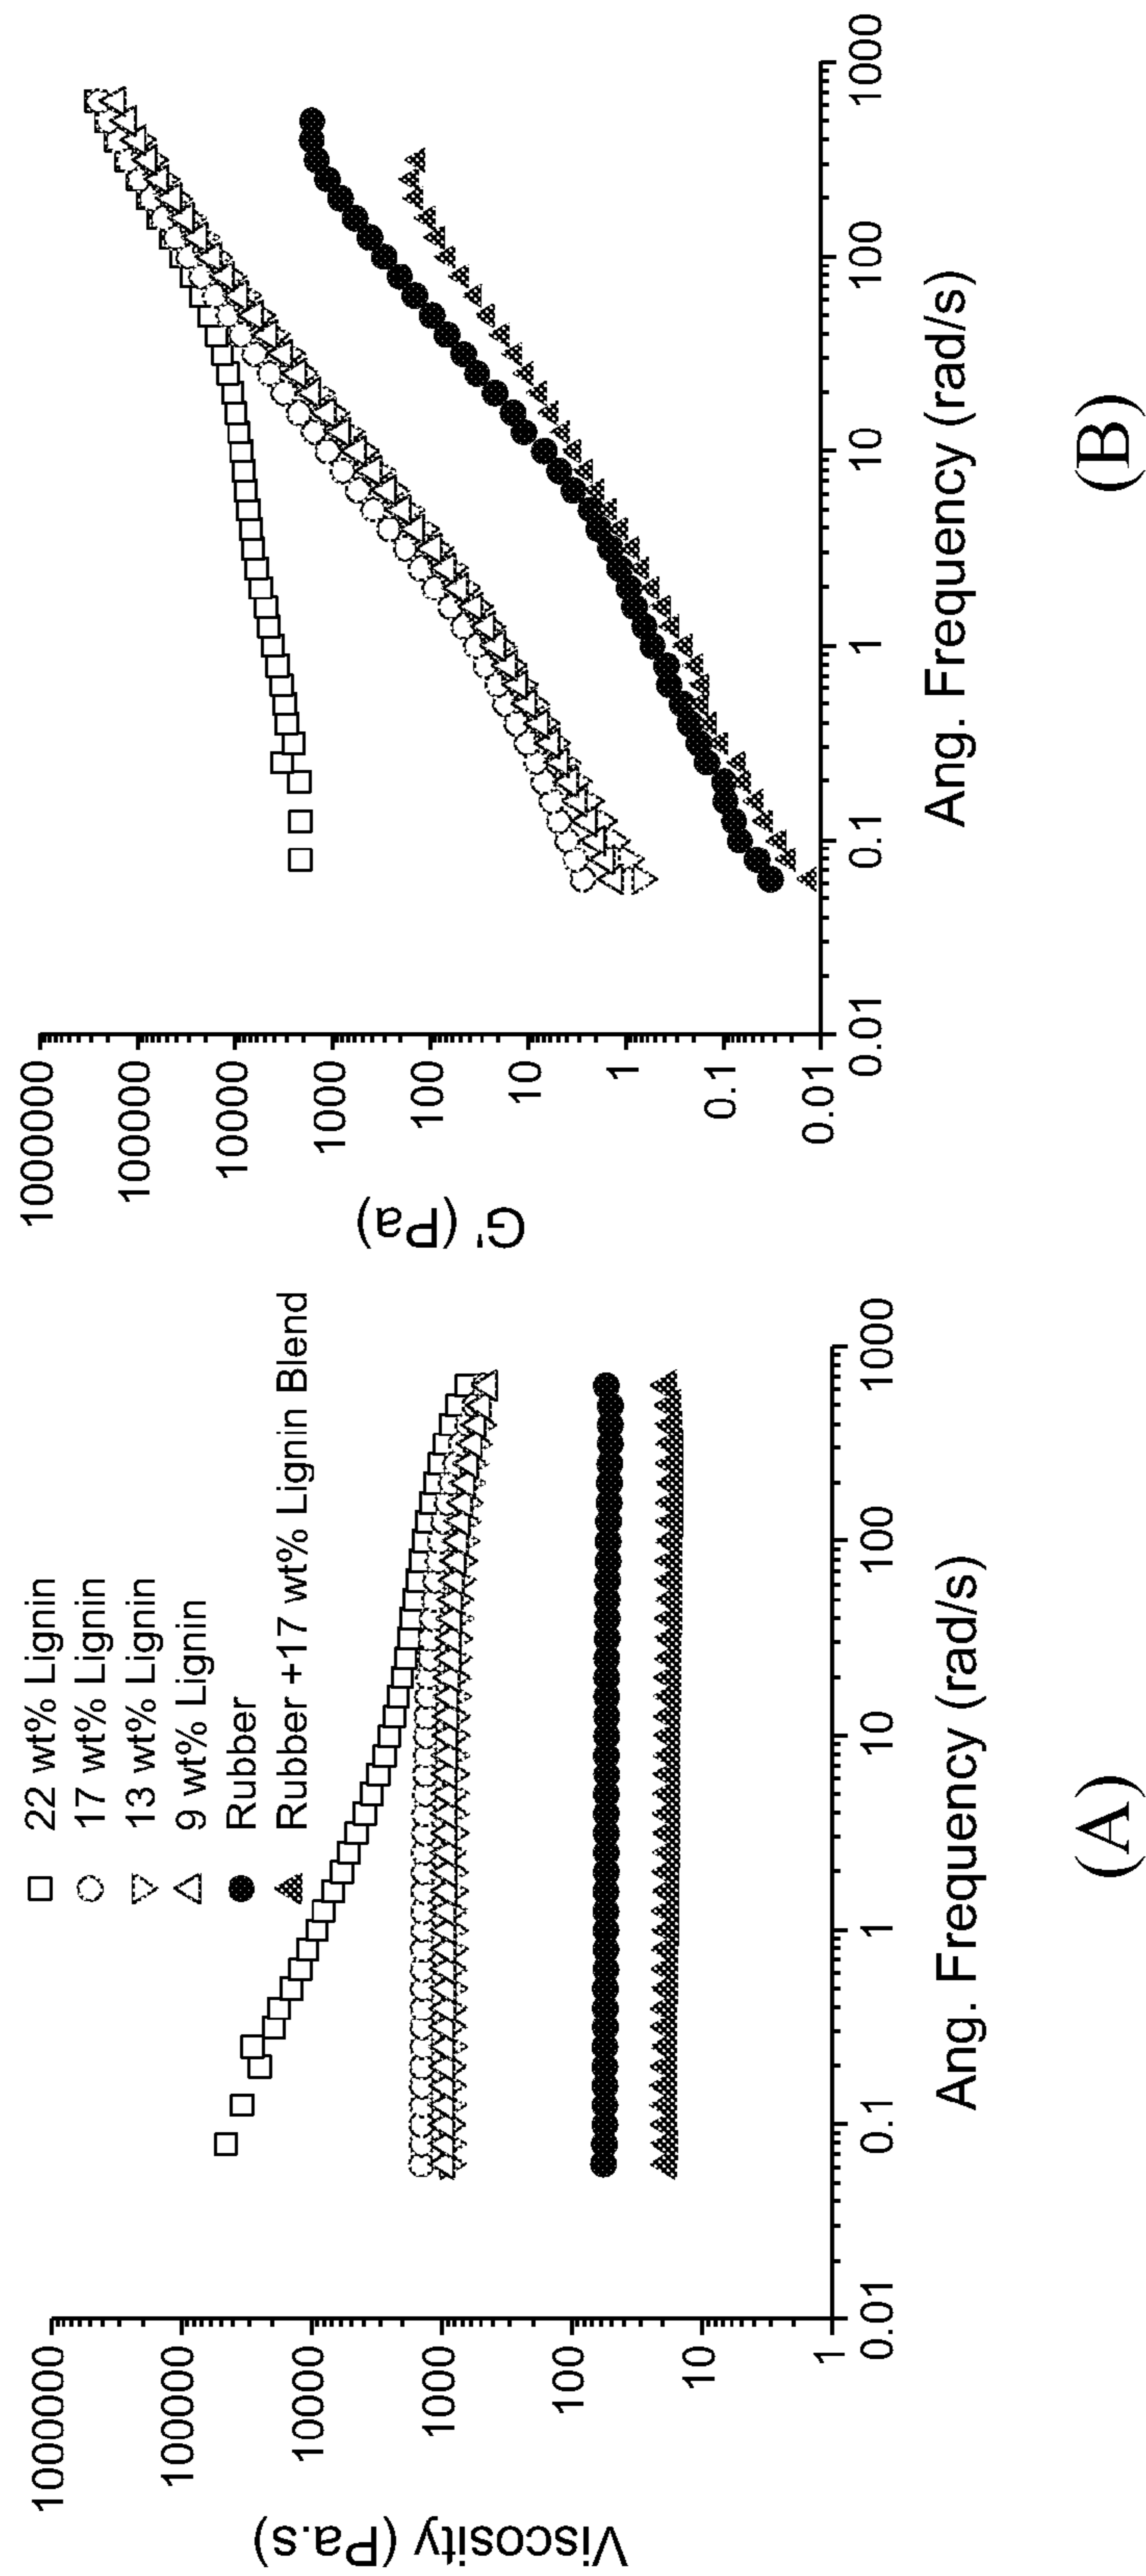 22 wt% Lignin
17 wt% Lignin
13 wt% Lignin
9 wt% Lignin
Rubber
Rubber +17 wt% Lignin Blend
Viscosity (Pa.s)
1000000
100000
10000
1000
100
10
1
0.01
0.1
1
10
100
1000
Ang. Frequency (rad/s)
(A)
G' (Pa)
1000000
100000
10000
1000
100
10
1
0.1
0.01
0.01
0.1
1
10
100
1000
Ang. Frequency (rad/s)
(B)